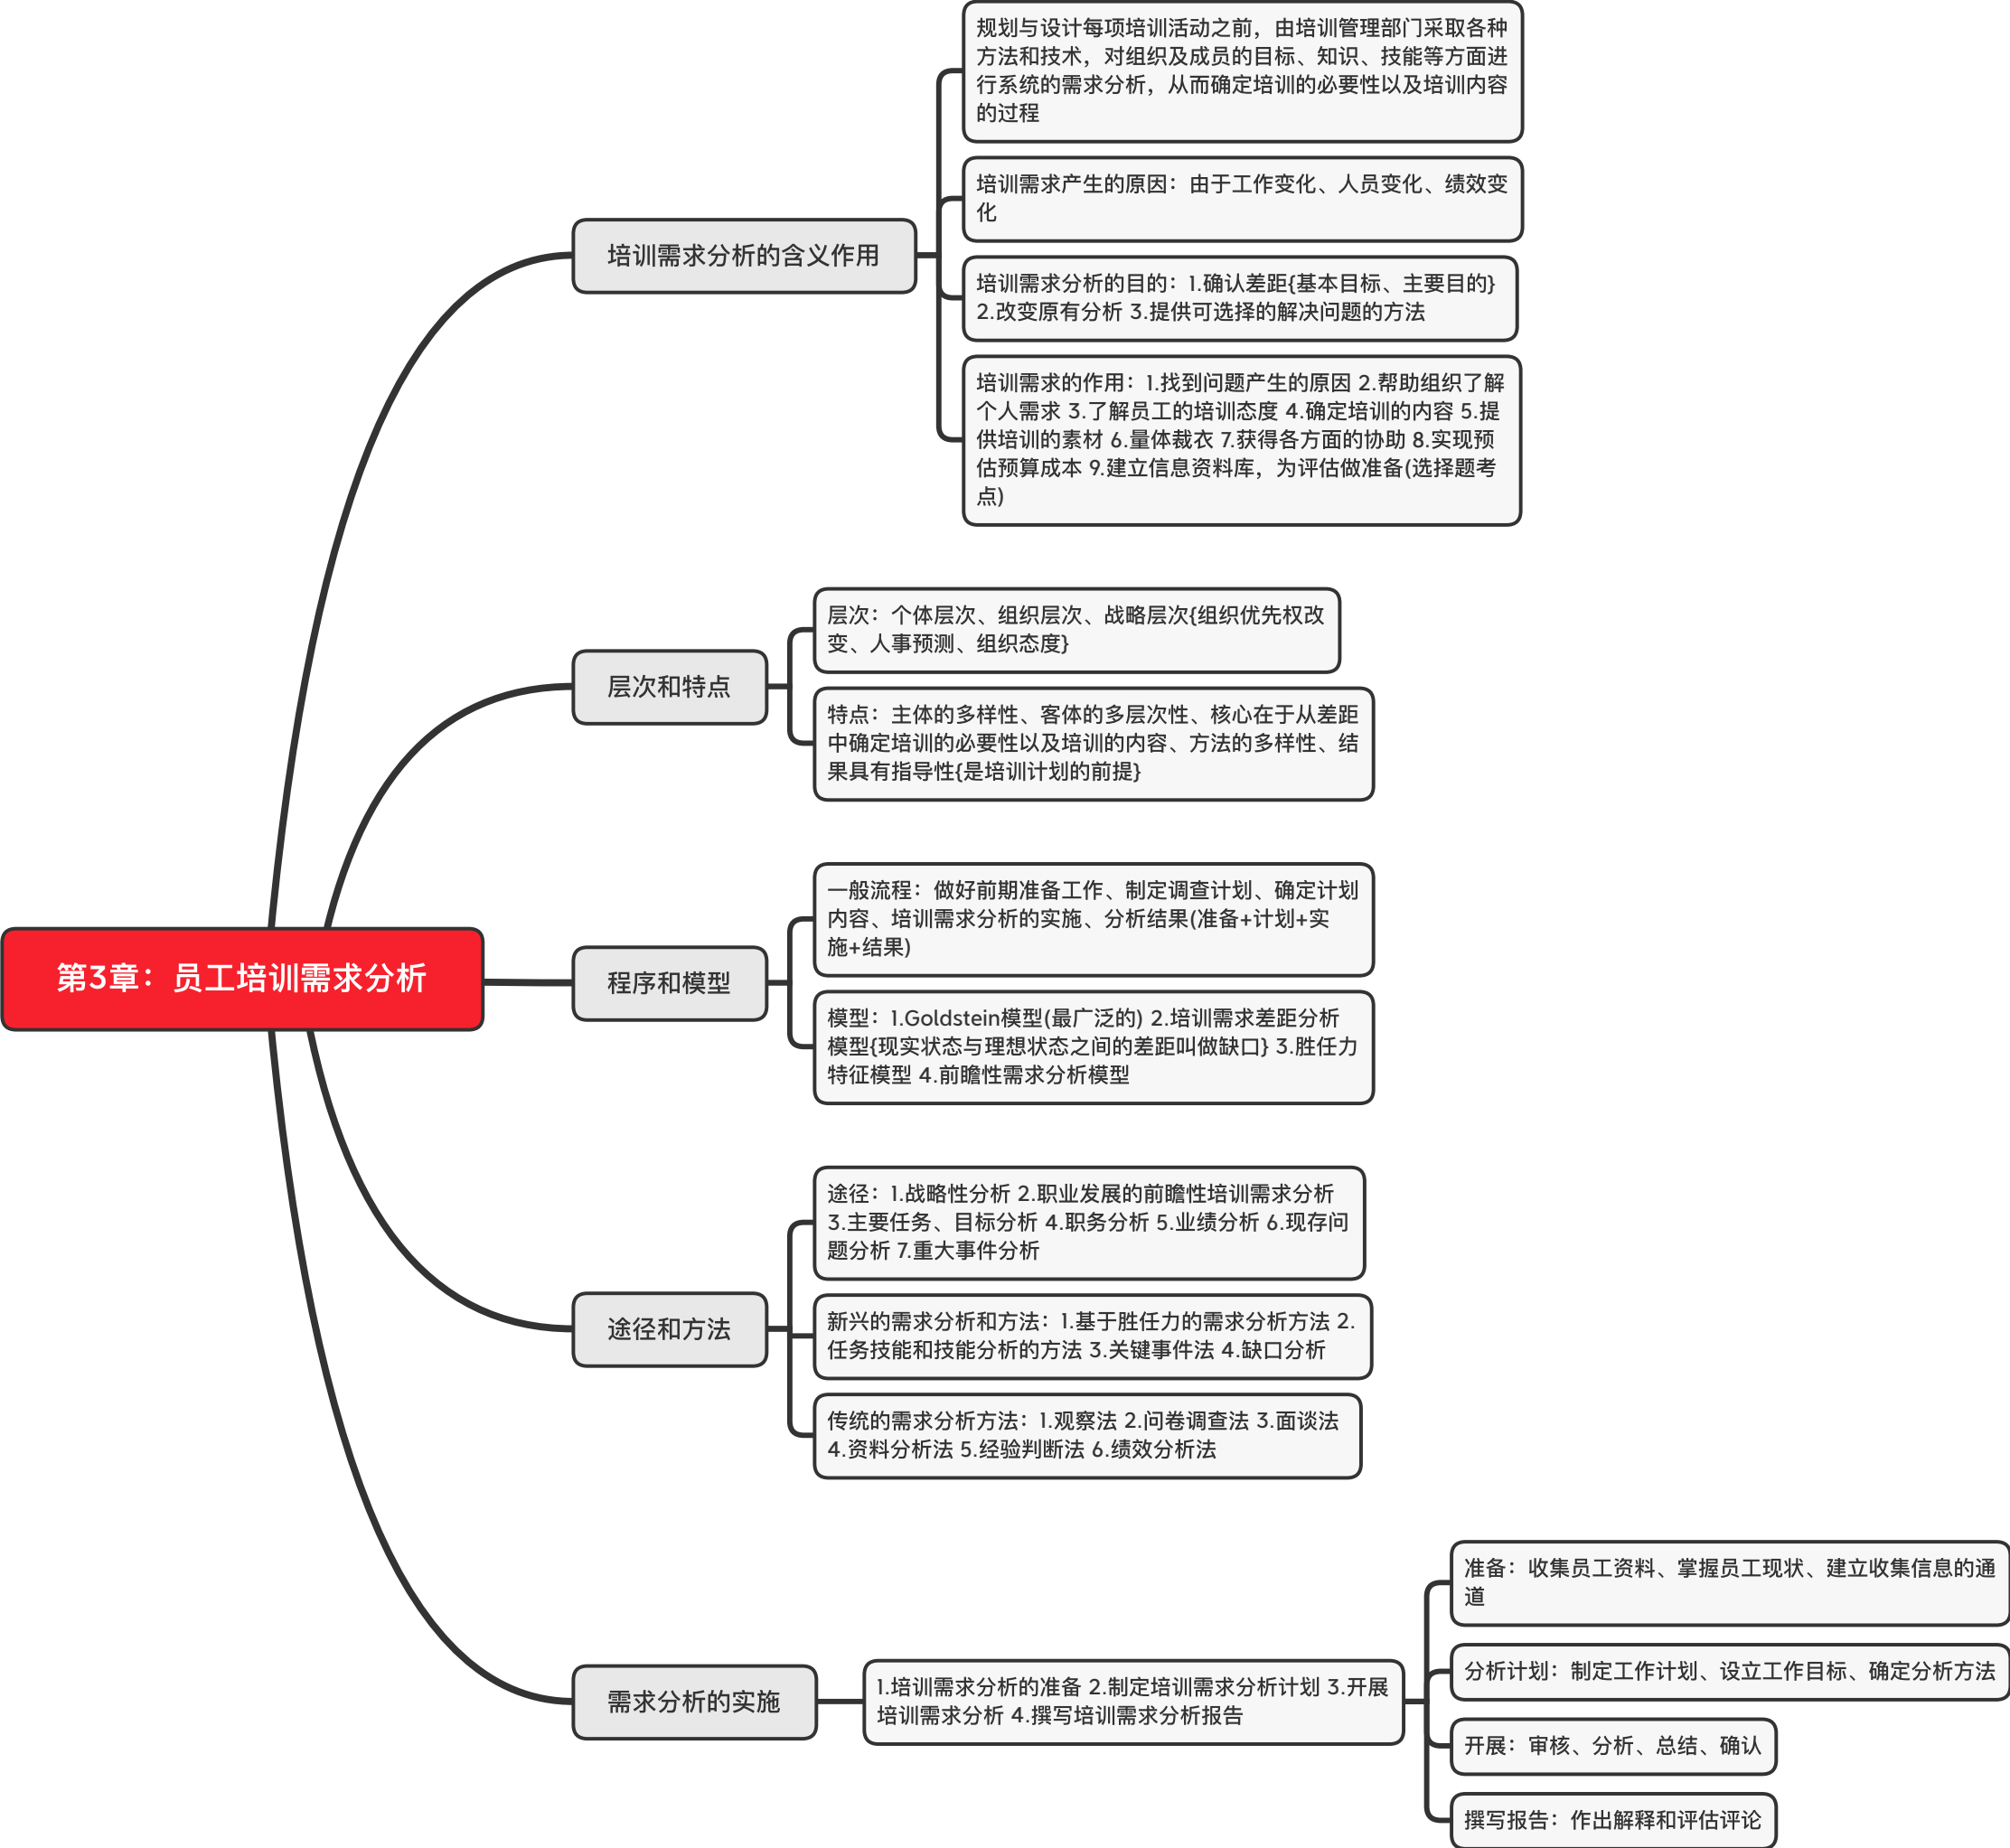 规划与设计每项培训活动之前，由培训管理部门采取各种
方法和技术，对组织及成员的目标、知识、技能等方面进
行系统的需求分析，从而确定培训的必要性以及培训内容
的过程
培训需求产生的原因：由于工作变化、人员变化、绩效变
化
培训需求分析的含义作用
培训需求分析的目的：1.确认差距{基本目标、主要目的}
2.改变原有分析 3.提供可选择的解决问题的方法
培训需求的作用：1.找到问题产生的原因 2.帮助组织了解
个人需求 3.了解员工的培训态度 4.确定培训的内容 5.提
供培训的素材 6.量体裁衣 7.获得各方面的协助 8.实现预
估预算成本 9.建立信息资料库，为评估做准备(选择题考
点)
层次：个体层次、组织层次、战略层次{组织优先权改
变、人事预测、组织态度}
层次和特点
特点：主体的多样性、客体的多层次性、核心在于从差距
中确定培训的必要性以及培训的内容、方法的多样性、结
果具有指导性{是培训计划的前提}
一般流程：做好前期准备工作、制定调查计划、确定计划
内容、培训需求分析的实施、分析结果(准备+计划+实
施+结果)
第3章：员工培训需求分析
程序和模型
模型：1.Goldstein模型(最广泛的) 2.培训需求差距分析
模型{现实状态与理想状态之间的差距叫做缺口} 3.胜任力
特征模型 4.前瞻性需求分析模型
途径：1.战略性分析 2.职业发展的前瞻性培训需求分析
3.主要任务、目标分析 4.职务分析 5.业绩分析 6.现存问
题分析 7.重大事件分析
途径和方法
新兴的需求分析和方法：1.基于胜任力的需求分析方法 2.
任务技能和技能分析的方法 3.关键事件法 4.缺口分析
传统的需求分析方法：1.观察法 2.问卷调查法 3.面谈法
4.资料分析法 5.经验判断法 6.绩效分析法
准备：收集员工资料、掌握员工现状、建立收集信息的通
道
分析计划：制定工作计划、设立工作目标、确定分析方法
需求分析的实施
1.培训需求分析的准备 2.制定培训需求分析计划 3.开展
培训需求分析 4.撰写培训需求分析报告
开展：审核、分析、总结、确认
撰写报告：作出解释和评估评论